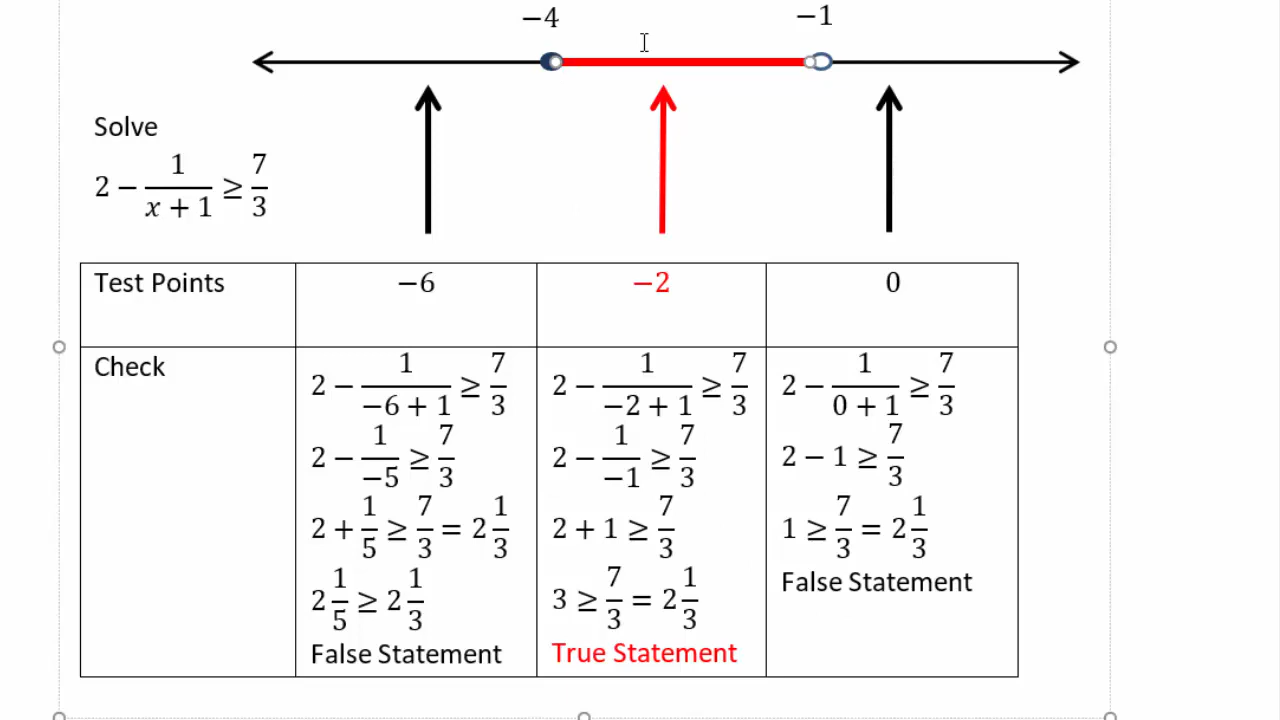 −4 −1
Solve
2 − 1/(x + 1) ≥ 7/3
Test Points −6 −2 0
Check
2 − 1/(−6 + 1) ≥ 7/3
2 − 1/−5 ≥ 7/3
2 + 1/5 ≥ 7/3 = 2 1/3
2 1/5 ≥ 2 1/3
False Statement
2 − 1/(−2 + 1) ≥ 7/3
2 − 1/−1 ≥ 7/3
2 + 1 ≥ 7/3
3 ≥ 7/3 = 2 1/3
True Statement
2 − 1/(0 + 1) ≥ 7/3
2 − 1 ≥ 7/3
1 ≥ 7/3 = 2 1/3
False Statement